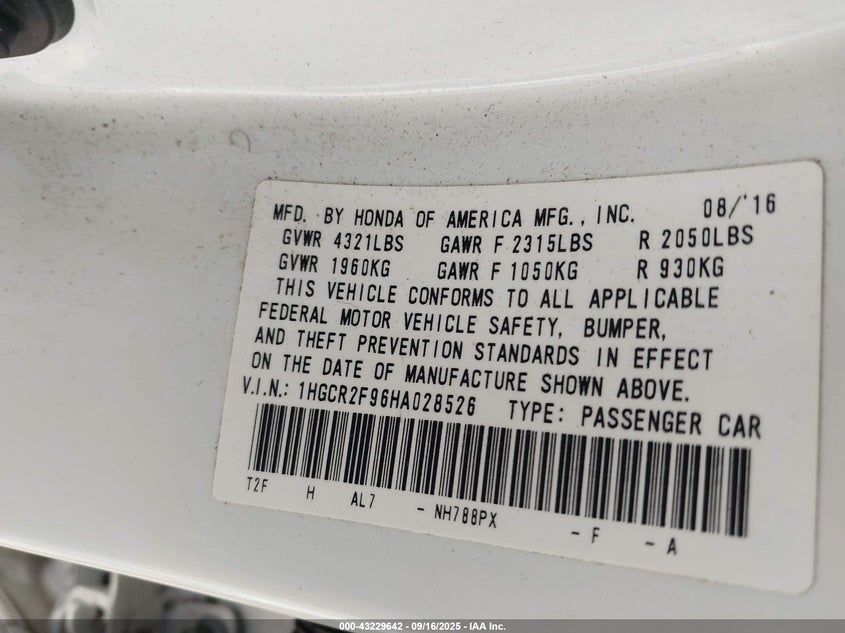 MFD. BY HONDA OF AMERICA MFG., INC. 08/'16
GVWR 4321LBS GAWR F 2315LBS R 2050LBS
GVWR 1960KG GAWR F 1050KG R 930KG
THIS VEHICLE CONFORMS TO ALL APPLICABLE
FEDERAL MOTOR VEHICLE SAFETY, BUMPER,
AND THEFT PREVENTION STANDARDS IN EFFECT
ON THE DATE OF MANUFACTURE SHOWN ABOVE.
V.I.N.: 1HGCR2F96HA028526 TYPE: PASSENGER CAR
T2F H AL7 - NH788PX - F - A
000-43229642 - 09/16/2025 - IAA Inc.